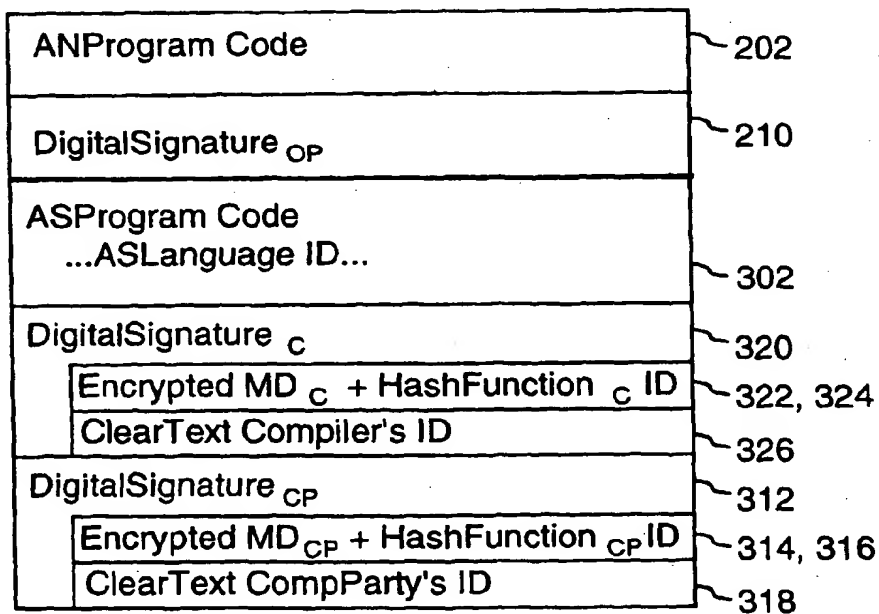 ANProgram Code 202
DigitalSignature OP 210
ASProgram Code
...ASLanguage ID... 302
DigitalSignature C 320
Encrypted MD C + HashFunction C ID 322, 324
ClearText Compiler's ID 326
DigitalSignature CP 312
Encrypted MD CP + HashFunction CP ID 314, 316
ClearText CompParty's ID 318